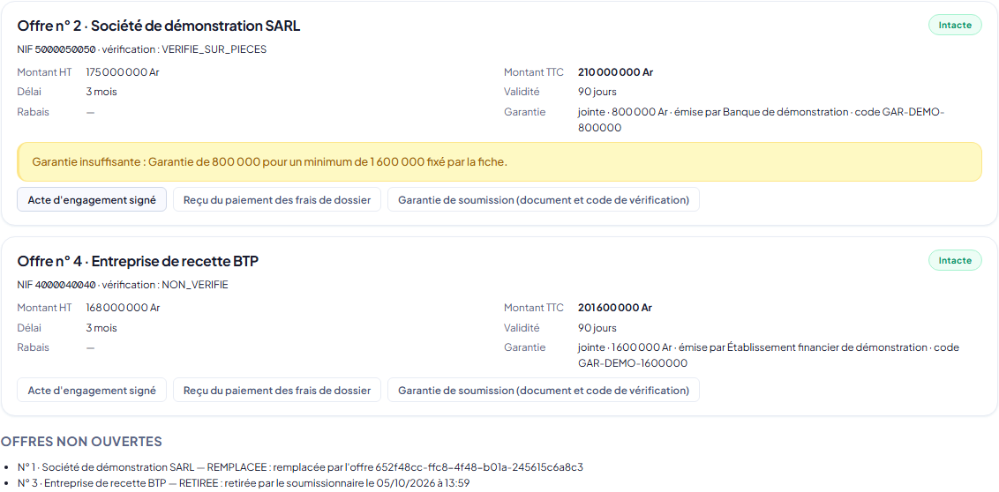 Offre n° 2 · Société de démonstration SARL
Intacte
NIF 5000050050 · vérification : VERIFIE_SUR_PIECES
Montant HT 175 000 000 Ar
Montant TTC 210 000 000 Ar
Délai 3 mois
Validité 90 jours
Rabais —
Garantie jointe · 800 000 Ar · émise par Banque de démonstration · code GAR-DEMO-
800000
Garantie insuffisante : Garantie de 800 000 pour un minimum de 1 600 000 fixé par la fiche.
Acte d'engagement signé
Reçu du paiement des frais de dossier
Garantie de soumission (document et code de vérification)
Offre n° 4 · Entreprise de recette BTP
Intacte
NIF 4000040040 · vérification : NON_VERIFIE
Montant HT 168 000 000 Ar
Montant TTC 201 600 000 Ar
Délai 3 mois
Validité 90 jours
Rabais —
Garantie jointe · 1 600 000 Ar · émise par Établissement financier de démonstration · code
GAR-DEMO-1600000
Acte d'engagement signé
Reçu du paiement des frais de dossier
Garantie de soumission (document et code de vérification)
OFFRES NON OUVERTES
• N° 1 · Société de démonstration SARL — REMPLACEE : remplacée par l'offre 652f48cc-ffc8-4f48-b01a-245615c6a8c3
• N° 3 · Entreprise de recette BTP — RETIREE : retirée par le soumissionnaire le 05/10/2026 à 13:59